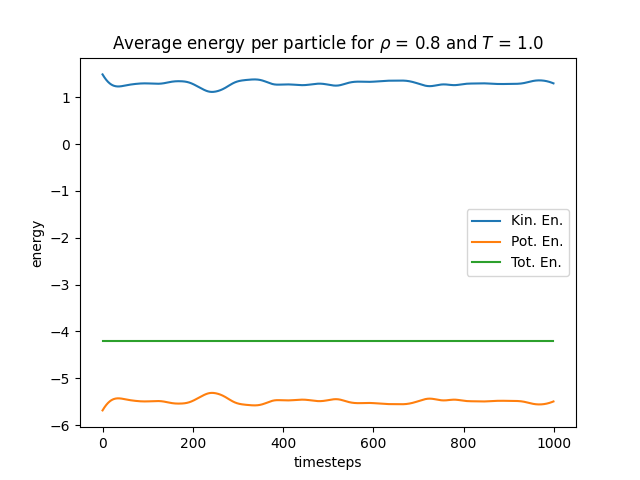 Average energy per particle for ρ = 0.8 and T = 1.0
energy
1
0
−1
−2
−3
−4
−5
−6
Kin. En.
Pot. En.
Tot. En.
0 200 400 600 800 1000
timesteps